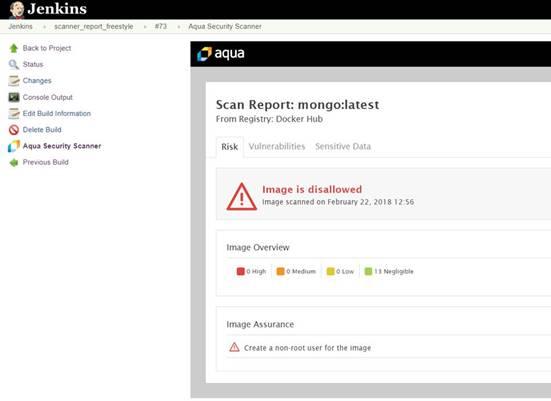 Jenkins
Jenkins › scanner_report_freestyle › #73 › Aqua Security Scanner
Back to Project
Status
Changes
Console Output
Edit Build Information
Delete Build
Aqua Security Scanner
Previous Build
aqua
Scan Report: mongo:latest
From Registry: Docker Hub
Risk Vulnerabilities Sensitive Data
Image is disallowed
Image scanned on February 22, 2018 12:56
Image Overview
0 High 0 Medium 0 Low 13 Negligible
Image Assurance
Create a non-root user for the image